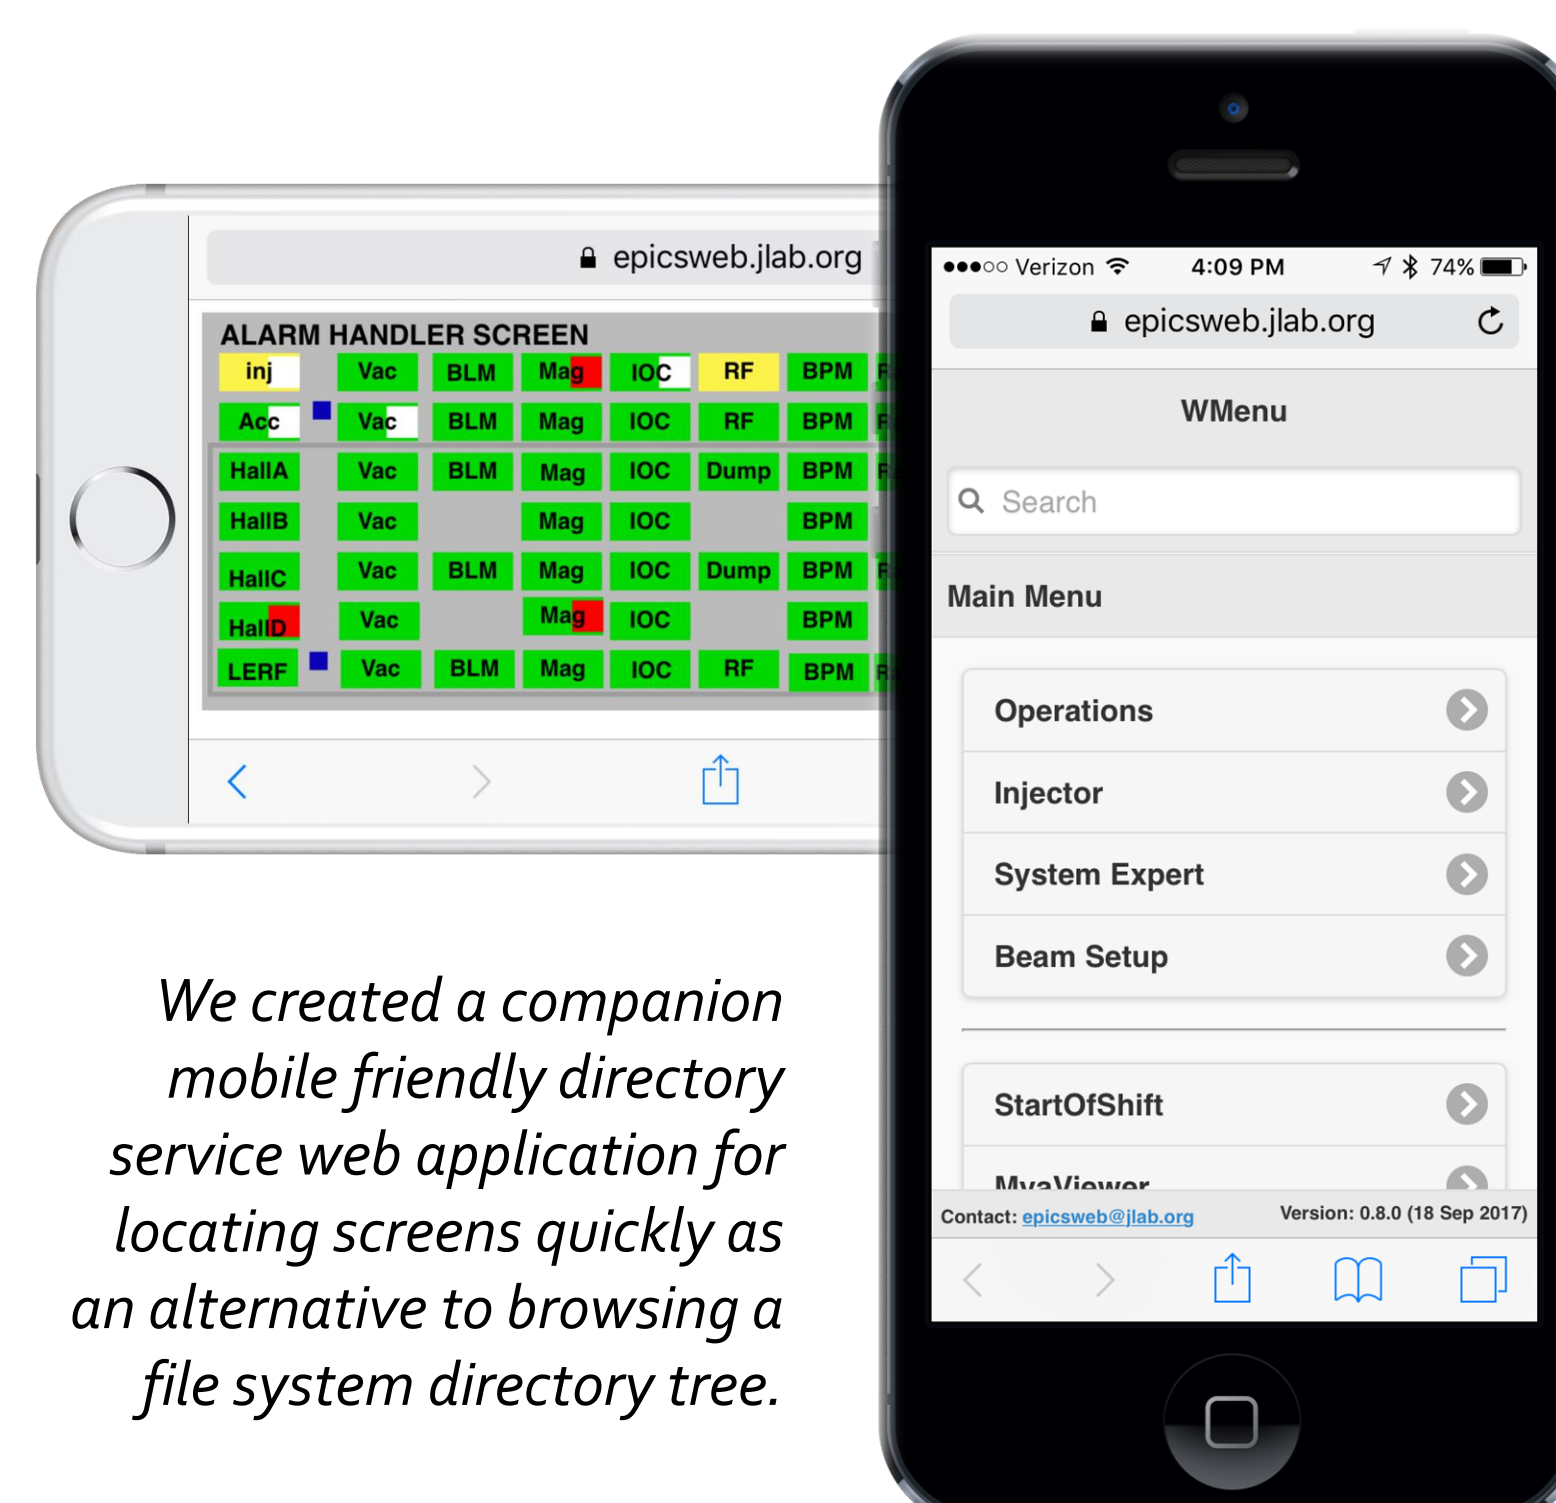 epicsweb.jlab.org
ALARM HANDLER SCREEN
inj Vac BLM Mag IOC RF BPM
Acc Vac BLM Mag IOC RF BPM
HallA Vac BLM Mag IOC Dump BPM
HallB Vac Mag IOC BPM
HallC Vac BLM Mag IOC Dump BPM
HallD Vac Mag IOC BPM
LERF Vac BLM Mag IOC RF BPM
We created a companion
mobile friendly directory
service web application for
locating screens quickly as
an alternative to browsing a
file system directory tree.
Verizon 4:09 PM 74%
epicsweb.jlab.org
WMenu
Search
Main Menu
Operations
Injector
System Expert
Beam Setup
StartOfShift
MyaViewer
Contact: epicsweb@jlab.org Version: 0.8.0 (18 Sep 2017)